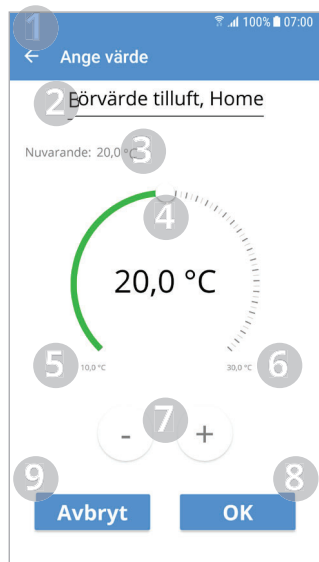 1
100% 07:00
← Ange värde
2 Börvärde tilluft, Home
Nuvarande: 20,0 °C 3
4
20,0 °C
5 10,0 °C 30,0 °C 6
- 7 +
9 8
Avbryt OK